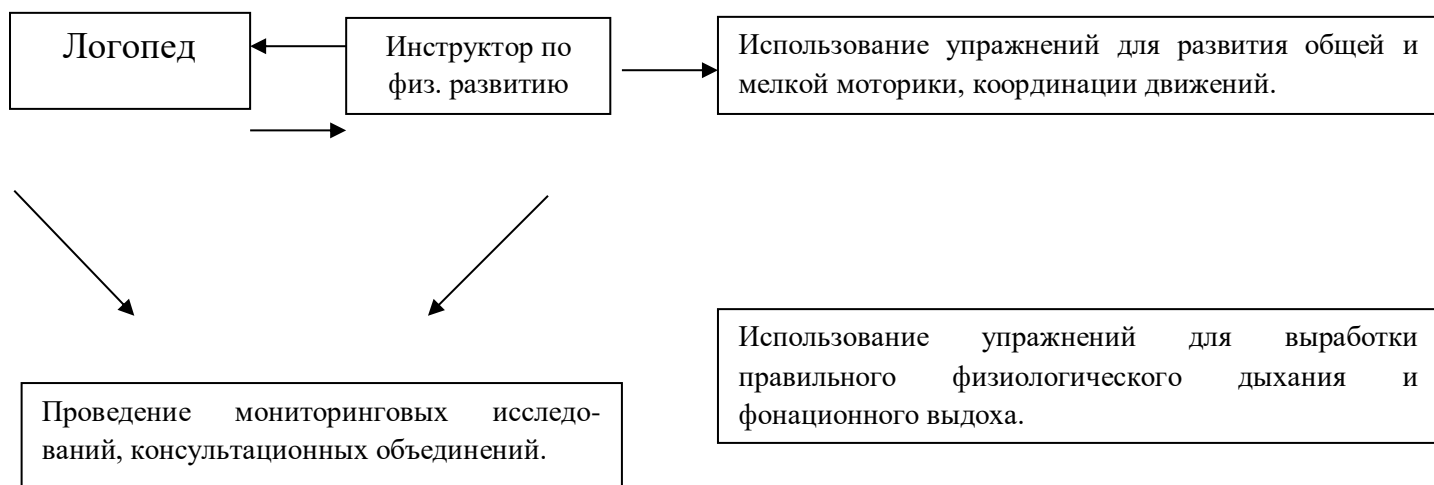 Логопед
Инструктор по
физ. развитию
Использование упражнений для развития общей и
мелкой моторики, координации движений.
Использование упражнений для выработки
правильного физиологического дыхания и
фонационного выдоха.
Проведение мониторинговых исследо-
ваний, консультационных объединений.